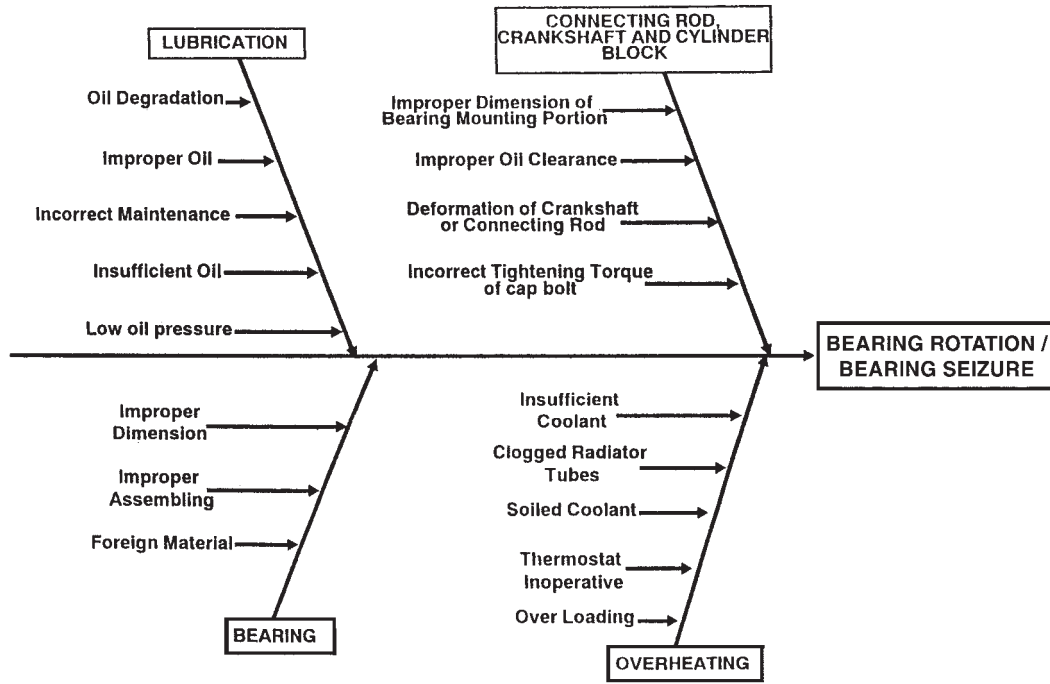 LUBRICATION
Oil Degradation
Improper Oil
Incorrect Maintenance
Insufficient Oil
Low oil pressure
CONNECTING ROD,
CRANKSHAFT AND CYLINDER
BLOCK
Improper Dimension of
Bearing Mounting Portion
Improper Oil Clearance
Deformation of Crankshaft
or Connecting Rod
Incorrect Tightening Torque
of cap bolt
BEARING ROTATION /
BEARING SEIZURE
Improper
Dimension
Improper
Assembling
Foreign Material
BEARING
Insufficient
Coolant
Clogged Radiator
Tubes
Soiled Coolant
Thermostat
Inoperative
Over Loading
OVERHEATING